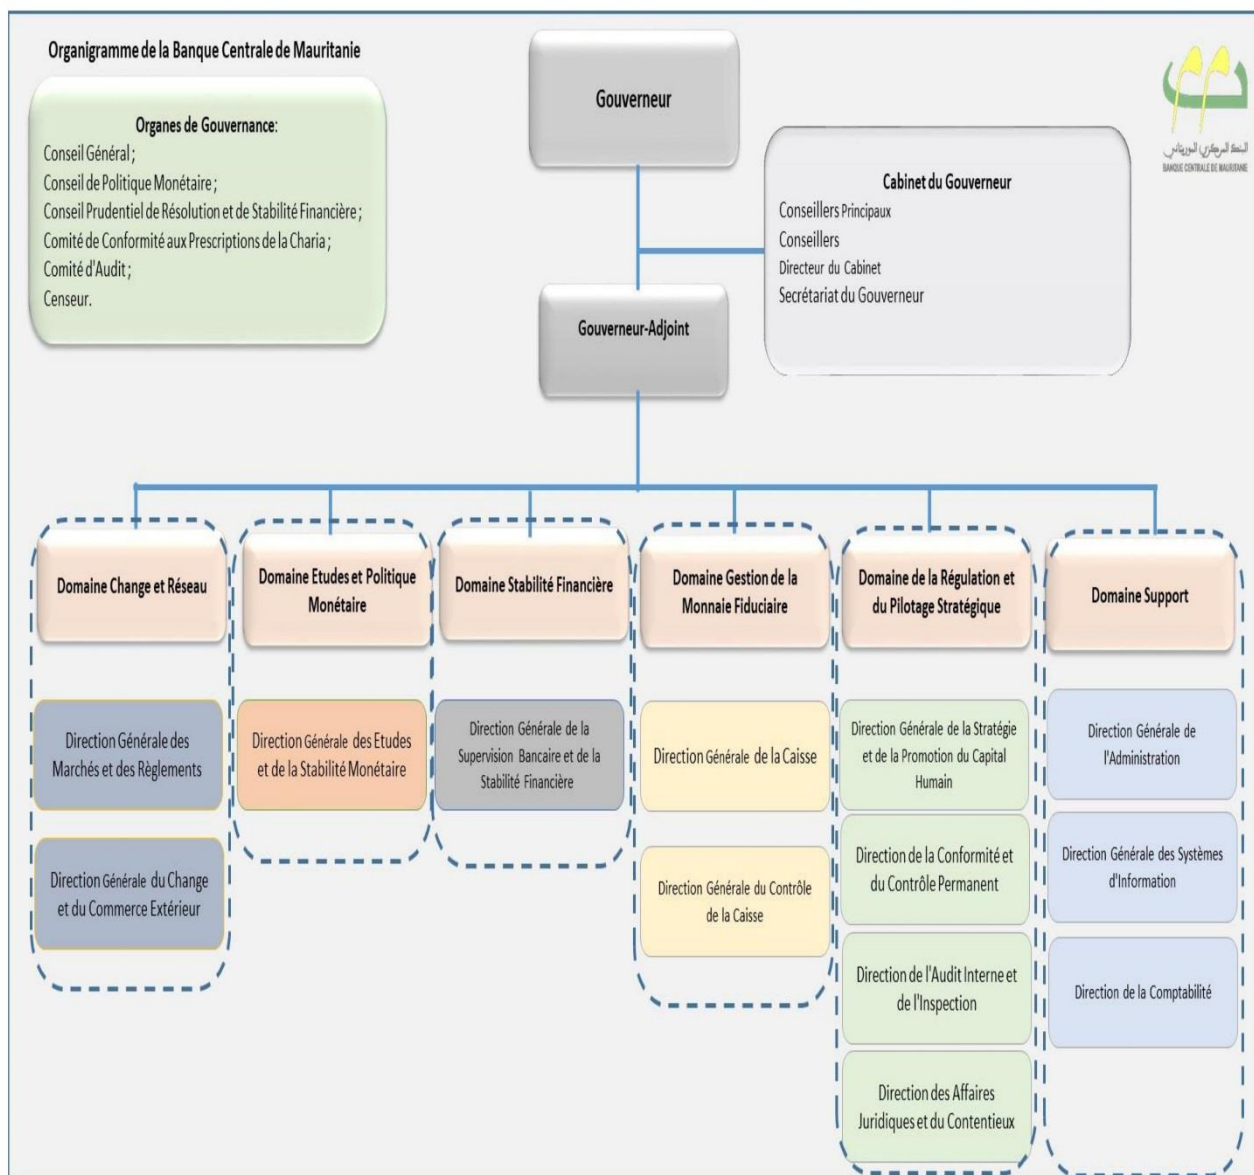 Organigramme de la Banque Centrale de Mauritanie
Organes de Gouvernance:
Conseil Général ;
Conseil de Politique Monétaire ;
Conseil Prudentiel de Résolution et de Stabilité Financière ;
Comité de Conformité aux Prescriptions de la Charia ;
Comité d'Audit ;
Censeur.
Gouverneur
البنك المركزي الموريتاني
BANQUE CENTRALE DE MAURITANIE
Cabinet du Gouverneur
Conseillers Principaux
Conseillers
Directeur du Cabinet
Secrétariat du Gouverneur
Gouverneur-Adjoint
Domaine Change et Réseau
Direction Générale des
Marchés et des Règlements
Direction Générale du Change
et du Commerce Extérieur
Domaine Etudes et Politique
Monétaire
Direction Générale des Etudes
et de la Stabilité Monétaire
Domaine Stabilité Financière
Direction Générale de la
Supervision Bancaire et de la
Stabilité Financière
Domaine Gestion de la
Monnaie Fiduciaire
Direction Générale de la Caisse
Direction Générale du Contrôle
de la Caisse
Domaine de la Régulation et
du Pilotage Stratégique
Direction Générale de la Stratégie
et de la Promotion du Capital
Humain
Direction de la Conformité et
du Contrôle Permanent
Direction de l'Audit Interne et
de l'Inspection
Direction des Affaires
Juridiques et du Contentieux
Domaine Support
Direction Générale de
l'Administration
Direction Générale des Systèmes
d'Information
Direction de la Comptabilité